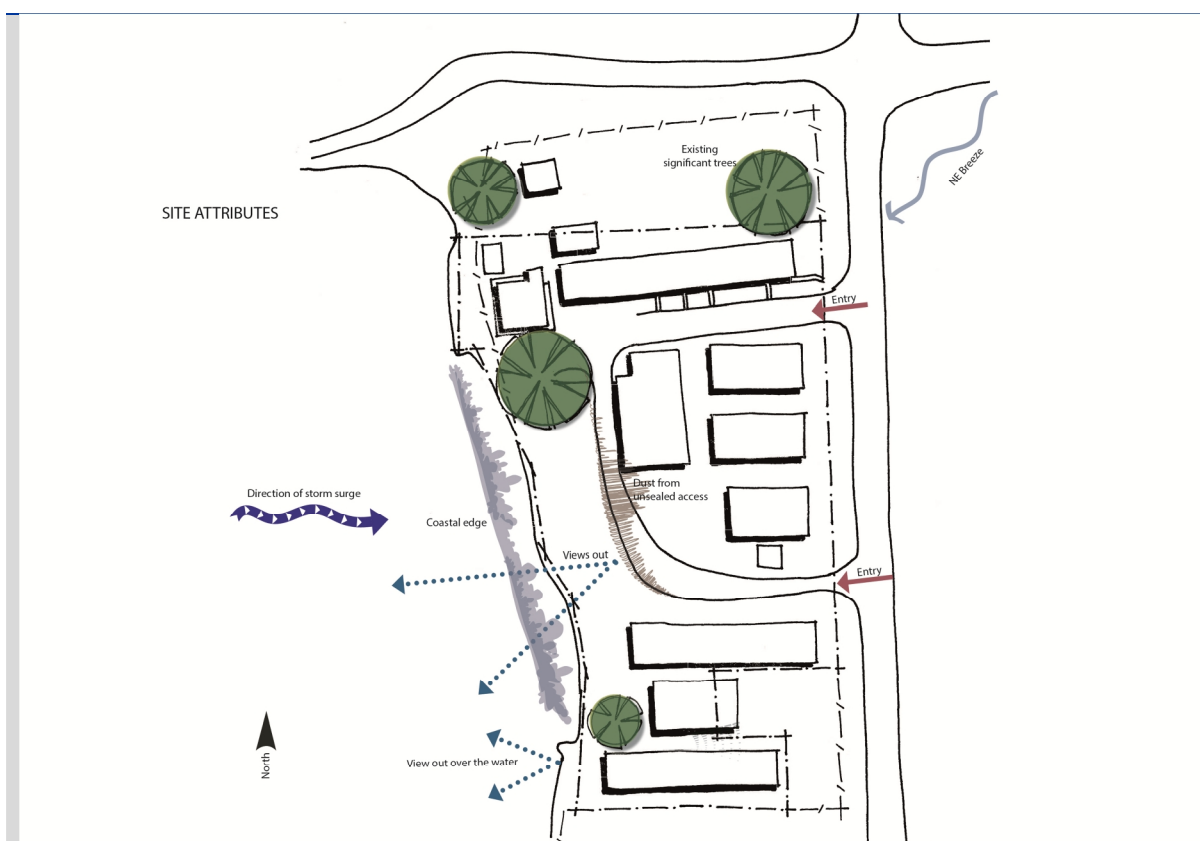 Existing
significant trees
NE Breeze
SITE ATTRIBUTES
Entry
Dust from
unsealed access
Direction of storm surge
Coastal edge
Views out
Entry
North
View out over the water